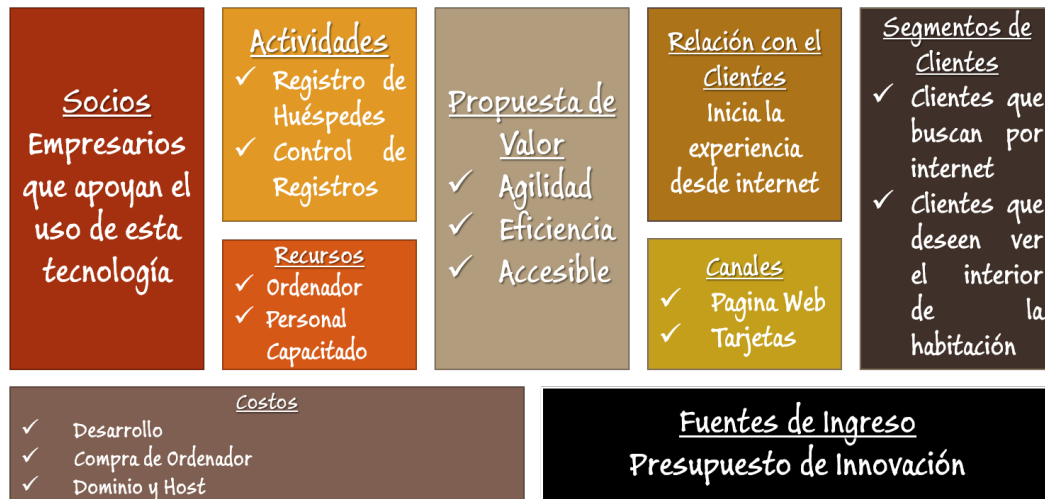 Socios
Empresarios
que apoyan el
uso de esta
tecnología
Actividades
✓ Registro de
Huéspedes
✓ Control de
Registros
Recursos
✓ Ordenador
✓ Personal
Capacitado
Propuesta de
Valor
✓ Agilidad
✓ Eficiencia
✓ Accesible
Relación con el
Clientes
Inicia la
experiencia
desde internet
Canales
✓ Pagina Web
✓ Tarjetas
Segmentos de
Clientes
✓ Clientes que
buscan por
internet
✓ Clientes que
deseen ver
el interior
de la
habitación
Costos
✓ Desarrollo
✓ Compra de Ordenador
✓ Dominio y Host
Fuentes de Ingreso
Presupuesto de Innovación